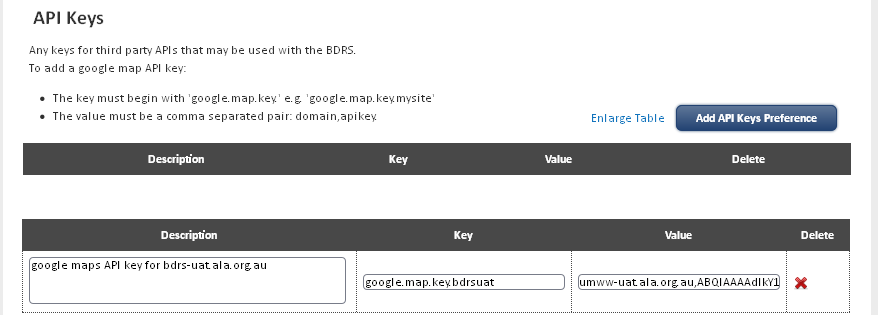 API Keys
Any keys for third party APIs that may be used with the BDRS.
To add a google map API key:
• The key must begin with 'google.map.key.' e.g. 'google.map.key.mysite'
• The value must be a comma separated pair: domain,apikey.
Enlarge Table Add API Keys Preference
Description Key Value Delete
Description Key Value Delete
google maps API key for bdrs-uat.ala.org.au
google.map.key.bdrsuat umww-uat.ala.org.au,ABQIAAAAdIkY1